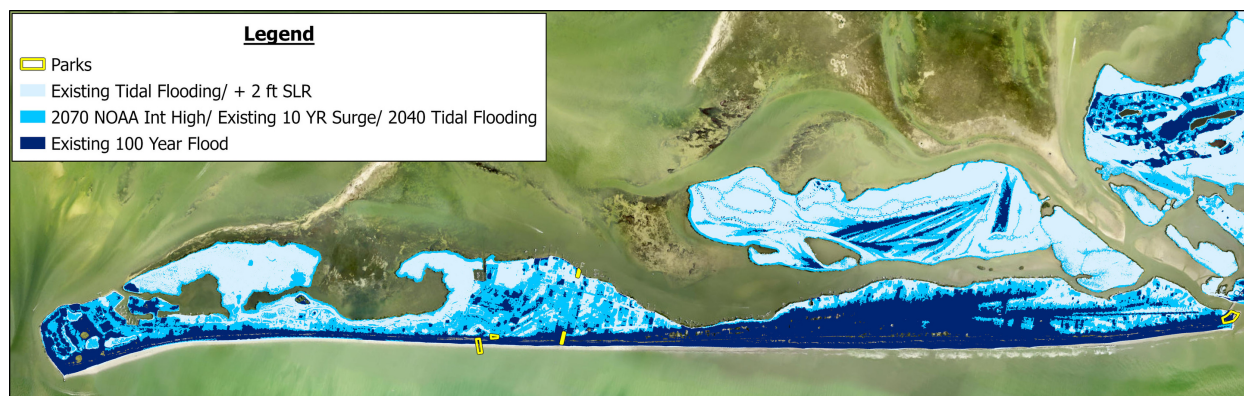 Legend
Parks
Existing Tidal Flooding/ + 2 ft SLR
2070 NOAA Int High/ Existing 10 YR Surge/ 2040 Tidal Flooding
Existing 100 Year Flood